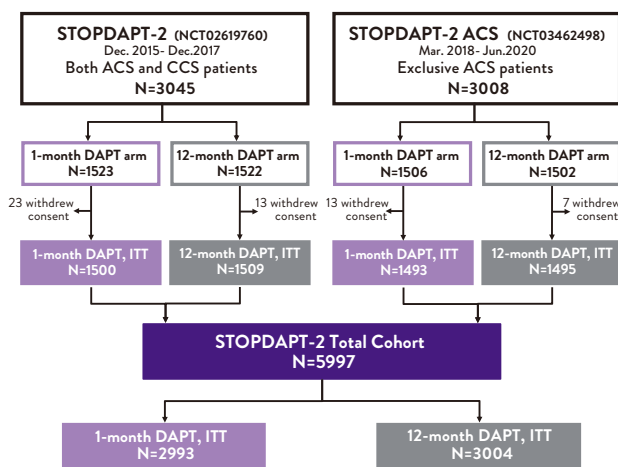 STOPDAPT-2 (NCT02619760)
Dec. 2015- Dec.2017
Both ACS and CCS patients
N=3045
STOPDAPT-2 ACS (NCT03462498)
Mar. 2018- Jun.2020
Exclusive ACS patients
N=3008
1-month DAPT arm
N=1523
12-month DAPT arm
N=1522
1-month DAPT arm
N=1506
12-month DAPT arm
N=1502
23 withdrew
consent
13 withdrew
consent
13 withdrew
consent
7 withdrew
consent
1-month DAPT, ITT
N=1500
12-month DAPT, ITT
N=1509
1-month DAPT, ITT
N=1493
12-month DAPT, ITT
N=1495
STOPDAPT-2 Total Cohort
N=5997
1-month DAPT, ITT
N=2993
12-month DAPT, ITT
N=3004